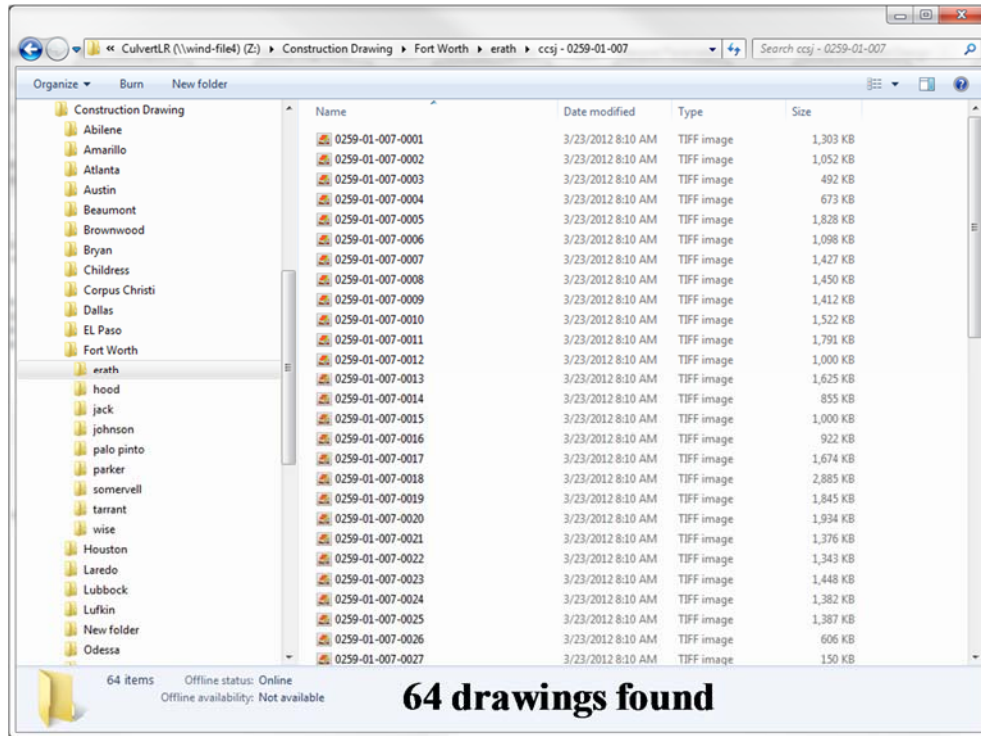 « CulvertLR (\\wind-file4) (Z:) ▸ Construction Drawing ▸ Fort Worth ▸ erath ▸ ccsj - 0259-01-007
Search ccsj - 0259-01-007
Organize Burn New folder
Construction Drawing
Abilene
Amarillo
Atlanta
Austin
Beaumont
Brownwood
Bryan
Childress
Corpus Christi
Dallas
EL Paso
Fort Worth
erath
hood
jack
johnson
palo pinto
parker
somervell
tarrant
wise
Houston
Laredo
Lubbock
Lufkin
New folder
Odessa
Name Date modified Type Size
0259-01-007-0001 3/23/2012 8:10 AM TIFF image 1,303 KB
0259-01-007-0002 3/23/2012 8:10 AM TIFF image 1,052 KB
0259-01-007-0003 3/23/2012 8:10 AM TIFF image 492 KB
0259-01-007-0004 3/23/2012 8:10 AM TIFF image 673 KB
0259-01-007-0005 3/23/2012 8:10 AM TIFF image 1,828 KB
0259-01-007-0006 3/23/2012 8:10 AM TIFF image 1,098 KB
0259-01-007-0007 3/23/2012 8:10 AM TIFF image 1,427 KB
0259-01-007-0008 3/23/2012 8:10 AM TIFF image 1,450 KB
0259-01-007-0009 3/23/2012 8:10 AM TIFF image 1,412 KB
0259-01-007-0010 3/23/2012 8:10 AM TIFF image 1,522 KB
0259-01-007-0011 3/23/2012 8:10 AM TIFF image 1,791 KB
0259-01-007-0012 3/23/2012 8:10 AM TIFF image 1,000 KB
0259-01-007-0013 3/23/2012 8:10 AM TIFF image 1,625 KB
0259-01-007-0014 3/23/2012 8:10 AM TIFF image 855 KB
0259-01-007-0015 3/23/2012 8:10 AM TIFF image 1,000 KB
0259-01-007-0016 3/23/2012 8:10 AM TIFF image 922 KB
0259-01-007-0017 3/23/2012 8:10 AM TIFF image 1,674 KB
0259-01-007-0018 3/23/2012 8:10 AM TIFF image 2,885 KB
0259-01-007-0019 3/23/2012 8:10 AM TIFF image 1,845 KB
0259-01-007-0020 3/23/2012 8:10 AM TIFF image 1,934 KB
0259-01-007-0021 3/23/2012 8:10 AM TIFF image 1,376 KB
0259-01-007-0022 3/23/2012 8:10 AM TIFF image 1,343 KB
0259-01-007-0023 3/23/2012 8:10 AM TIFF image 1,448 KB
0259-01-007-0024 3/23/2012 8:10 AM TIFF image 1,382 KB
0259-01-007-0025 3/23/2012 8:10 AM TIFF image 1,387 KB
0259-01-007-0026 3/23/2012 8:10 AM TIFF image 606 KB
0259-01-007-0027 3/23/2012 8:10 AM TIFF image 150 KB
64 items Offline status: Online
Offline availability: Not available
64 drawings found